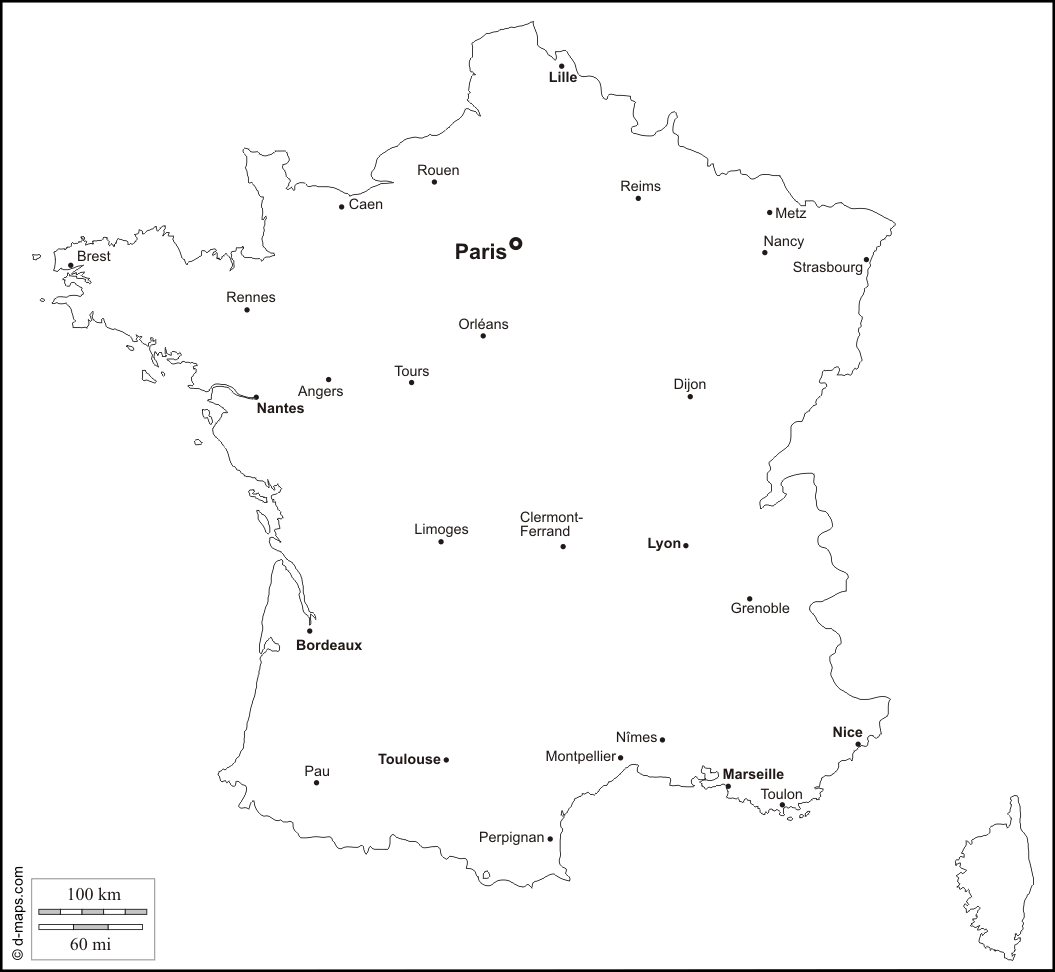 Lille
Rouen
Reims
Caen
Metz
Paris
Nancy
Brest
Strasbourg
Rennes
Orléans
Tours
Dijon
Angers
Nantes
Clermont-
Ferrand
Limoges
Lyon
Grenoble
Bordeaux
Nice
Nîmes
Montpellier
Toulouse
Pau
Marseille
Toulon
Perpignan
100 km
60 mi
© d-maps.com